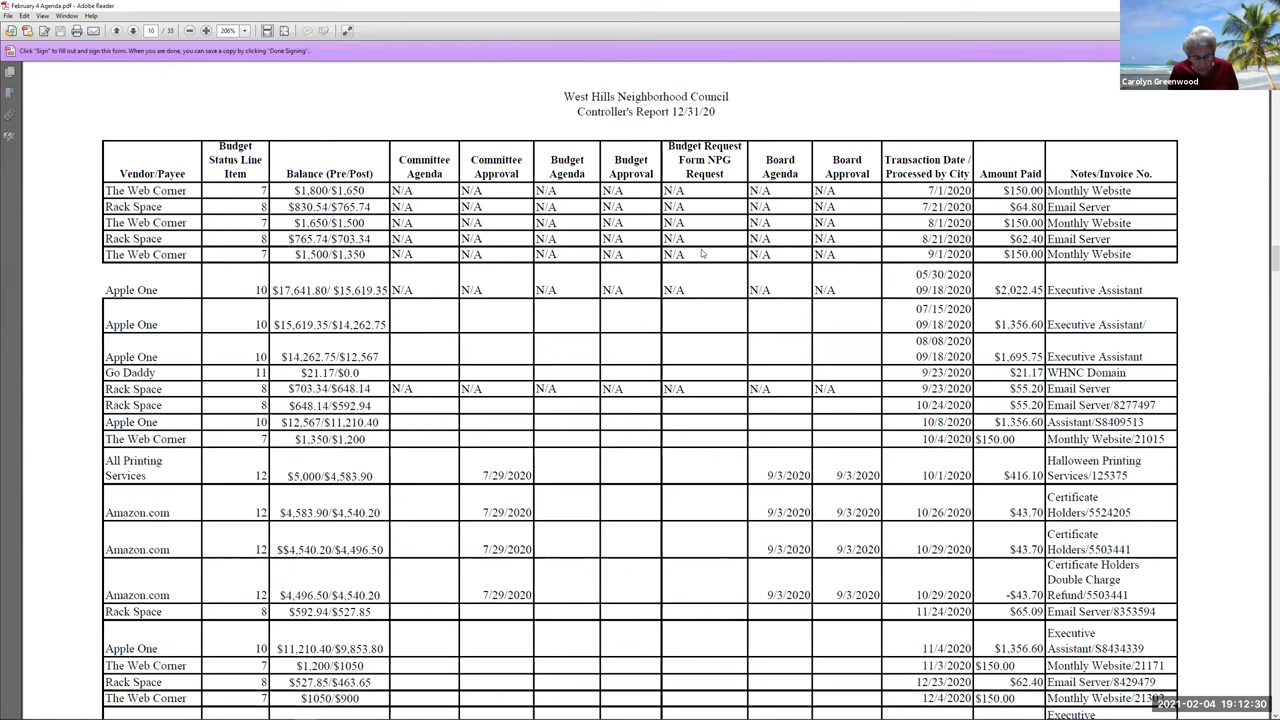 February 4 Agenda.pdf - Adobe Reader
File Edit View Window Help
10 / 33 206%
Click "Sign" to fill out and sign this form. When you are done, you can save a copy by clicking "Done Signing".
Carolyn Greenwood
West Hills Neighborhood Council
Controller's Report 12/31/20
Vendor/Payee Budget Status Line Item Balance (Pre/Post) Committee Agenda Committee Approval Budget Agenda Budget Approval Budget Request Form NPG Request Board Agenda Board Approval Transaction Date / Processed by City Amount Paid Notes/Invoice No.
The Web Corner 7 $1,800/$1,650 N/A N/A N/A N/A N/A N/A N/A 7/1/2020 $150.00 Monthly Website
Rack Space 8 $830.54/$765.74 N/A N/A N/A N/A N/A N/A N/A 7/21/2020 $64.80 Email Server
The Web Corner 7 $1,650/$1,500 N/A N/A N/A N/A N/A N/A N/A 8/1/2020 $150.00 Monthly Website
Rack Space 8 $765.74/$703.34 N/A N/A N/A N/A N/A N/A N/A 8/21/2020 $62.40 Email Server
The Web Corner 7 $1,500/$1,350 N/A N/A N/A N/A N/A N/A N/A 9/1/2020 $150.00 Monthly Website
Apple One 10 $17,641.80/ $15,619.35 N/A N/A N/A N/A N/A N/A N/A 05/30/2020 09/18/2020 $2,022.45 Executive Assistant
Apple One 10 $15,619.35/$14,262.75 07/15/2020 09/18/2020 $1,356.60 Executive Assistant/
Apple One 10 $14,262.75/$12,567 08/08/2020 09/18/2020 $1,695.75 Executive Assistant
Go Daddy 11 $21.17/$0.0 9/23/2020 $21.17 WHNC Domain
Rack Space 8 $703.34/$648.14 N/A N/A N/A N/A N/A N/A N/A 9/23/2020 $55.20 Email Server
Rack Space 8 $648.14/$592.94 10/24/2020 $55.20 Email Server/8277497
Apple One 10 $12,567/$11,210.40 10/8/2020 $1,356.60 Assistant/S8409513
The Web Corner 7 $1,350/$1,200 10/4/2020 $150.00 Monthly Website/21015
All Printing Services 12 $5,000/$4,583.90 7/29/2020 9/3/2020 9/3/2020 10/1/2020 $416.10 Halloween Printing Services/125375
Amazon.com 12 $4,583.90/$4,540.20 7/29/2020 9/3/2020 9/3/2020 10/26/2020 $43.70 Certificate Holders/5524205
Amazon.com 12 $$4,540.20/$4,496.50 7/29/2020 9/3/2020 9/3/2020 10/29/2020 $43.70 Certificate Holders/5503441
Amazon.com 12 $4,496.50/$4,540.20 7/29/2020 9/3/2020 9/3/2020 10/29/2020 -$43.70 Certificate Holders Double Charge Refund/5503441
Rack Space 8 $592.94/$527.85 11/24/2020 $65.09 Email Server/8353594
Apple One 10 $11,210.40/$9,853.80 11/4/2020 $1,356.60 Executive Assistant/S8434339
The Web Corner 7 $1,200/$1050 11/3/2020 $150.00 Monthly Website/21171
Rack Space 8 $527.85/$463.65 12/23/2020 $62.40 Email Server/8429479
The Web Corner 7 $1050/$900 12/4/2020 $150.00 Monthly
Executive
2021-02-04 19:12:30